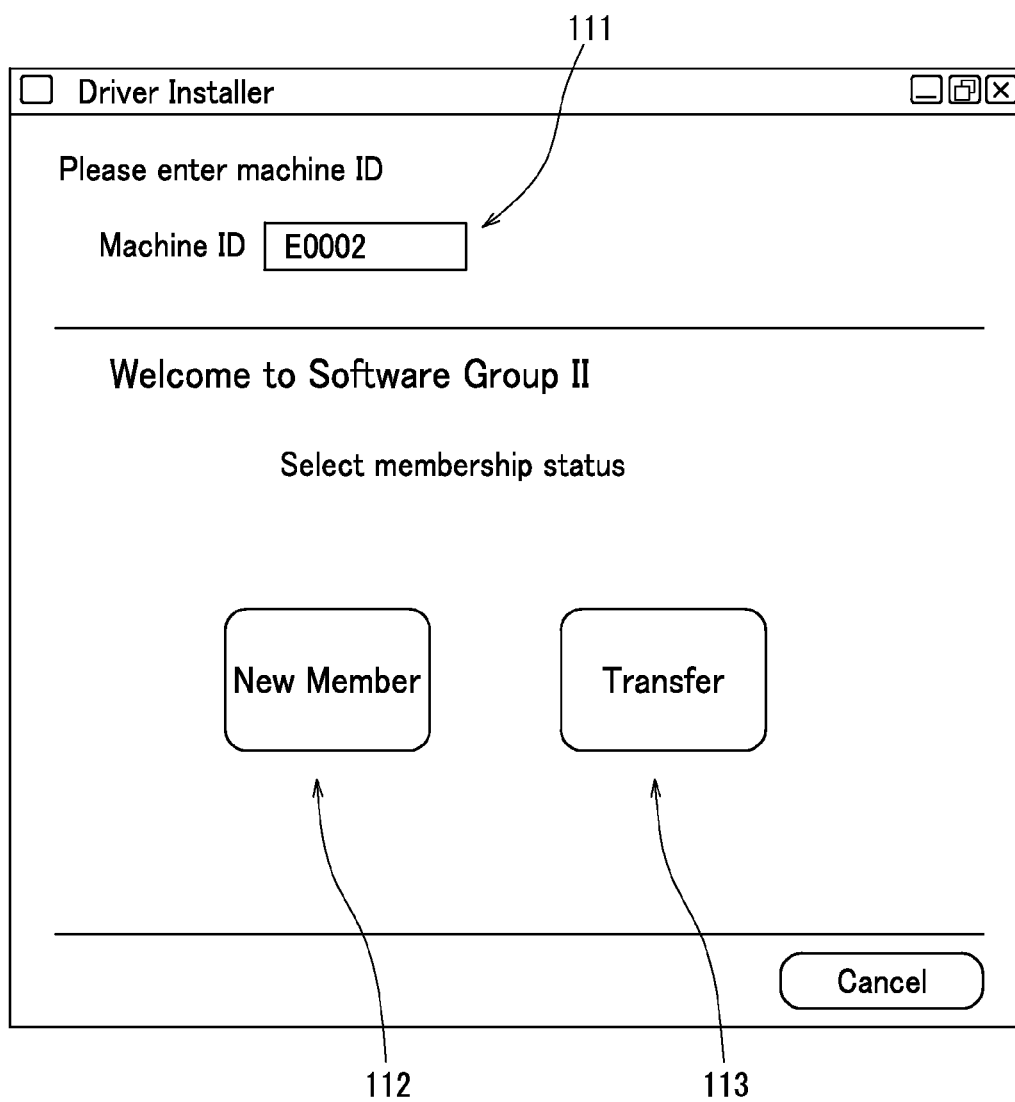 111
Driver Installer
Please enter machine ID
Machine ID E0002
Welcome to Software Group II
Select membership status
New Member Transfer
Cancel
112 113